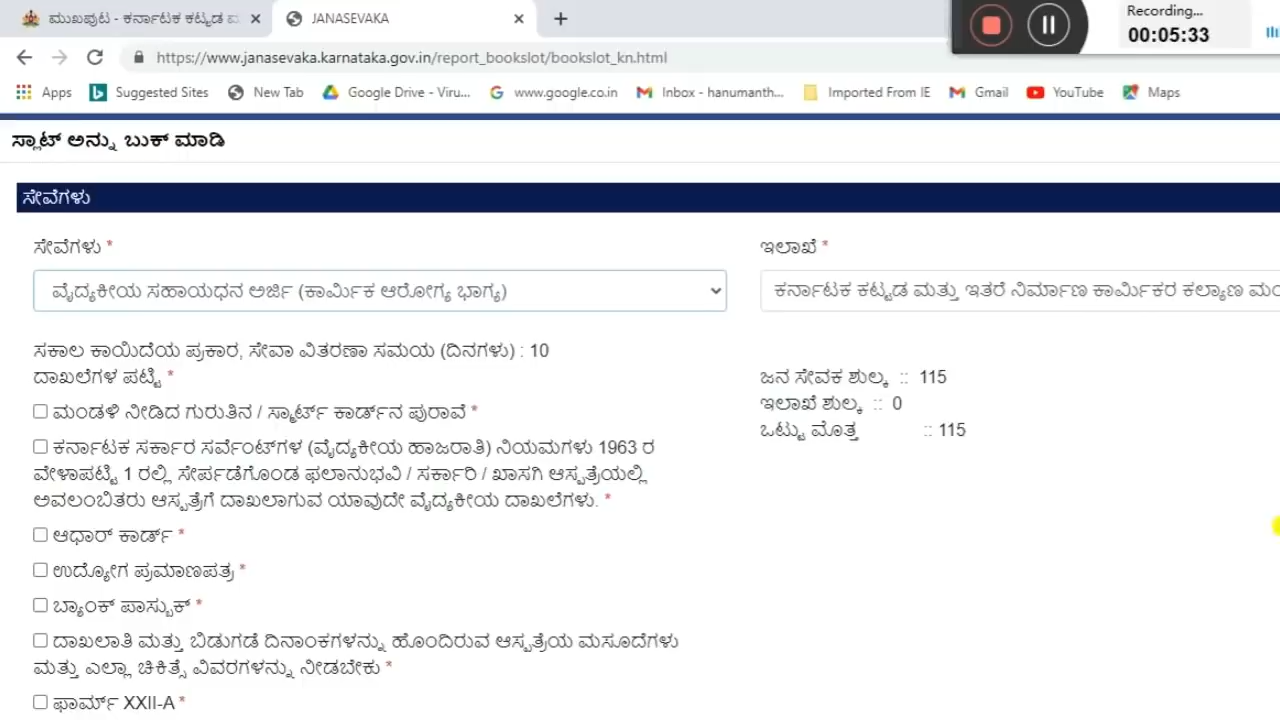 ಮುಖಪುಟ - ಕರ್ನಾಟಕ ಕಟ್ಟಡ ಮ
JANASEVAKA
Recording...
00:05:33
https://www.janasevaka.karnataka.gov.in/report_bookslot/bookslot_kn.html
Apps Suggested Sites New Tab Google Drive - Viru... www.google.co.in Inbox - hanumanth... Imported From IE Gmail YouTube Maps
ಸ್ಲಾಟ್ ಅನ್ನು ಬುಕ್ ಮಾಡಿ
ಸೇವೆಗಳು
ಸೇವೆಗಳು * ಇಲಾಖೆ *
ವೈದ್ಯಕೀಯ ಸಹಾಯಧನ ಅರ್ಜಿ (ಕಾರ್ಮಿಕ ಆರೋಗ್ಯ ಭಾಗ್ಯ) ಕರ್ನಾಟಕ ಕಟ್ಟಡ ಮತ್ತು ಇತರೆ ನಿರ್ಮಾಣ ಕಾರ್ಮಿಕರ ಕಲ್ಯಾಣ ಮಂ
ಸಕಾಲ ಕಾಯಿದೆಯ ಪ್ರಕಾರ, ಸೇವಾ ವಿತರಣಾ ಸಮಯ (ದಿನಗಳು) : 10
ದಾಖಲೆಗಳ ಪಟ್ಟಿ * ಜನ ಸೇವಕ ಶುಲ್ಕ :: 115
ಇಲಾಖೆ ಶುಲ್ಕ :: 0
ಮಂಡಳಿ ನೀಡಿದ ಗುರುತಿನ / ಸ್ಮಾರ್ಟ್ ಕಾರ್ಡ್‌ನ ಪುರಾವೆ *
ಒಟ್ಟು ಮೊತ್ತ :: 115
ಕರ್ನಾಟಕ ಸರ್ಕಾರ ಸರ್ವೆಂಟ್‌ಗಳ (ವೈದ್ಯಕೀಯ ಹಾಜರಾತಿ) ನಿಯಮಗಳು 1963 ರ
ವೇಳಾಪಟ್ಟಿ 1 ರಲ್ಲಿ ಸೇರ್ಪಡೆಗೊಂಡ ಫಲಾನುಭವಿ / ಸರ್ಕಾರಿ / ಖಾಸಗಿ ಆಸ್ಪತ್ರೆಯಲ್ಲಿ
ಅವಲಂಬಿತರು ಆಸ್ಪತ್ರೆಗೆ ದಾಖಲಾಗುವ ಯಾವುದೇ ವೈದ್ಯಕೀಯ ದಾಖಲೆಗಳು. *
ಆಧಾರ್ ಕಾರ್ಡ್ *
ಉದ್ಯೋಗ ಪ್ರಮಾಣಪತ್ರ *
ಬ್ಯಾಂಕ್ ಪಾಸ್ಬುಕ್ *
ದಾಖಲಾತಿ ಮತ್ತು ಬಿಡುಗಡೆ ದಿನಾಂಕಗಳನ್ನು ಹೊಂದಿರುವ ಆಸ್ಪತ್ರೆಯ ಮಸೂದೆಗಳು
ಮತ್ತು ಎಲ್ಲಾ ಚಿಕಿತ್ಸೆ ವಿವರಗಳನ್ನು ನೀಡಬೇಕು *
ಫಾರ್ಮ್ XXII-A *